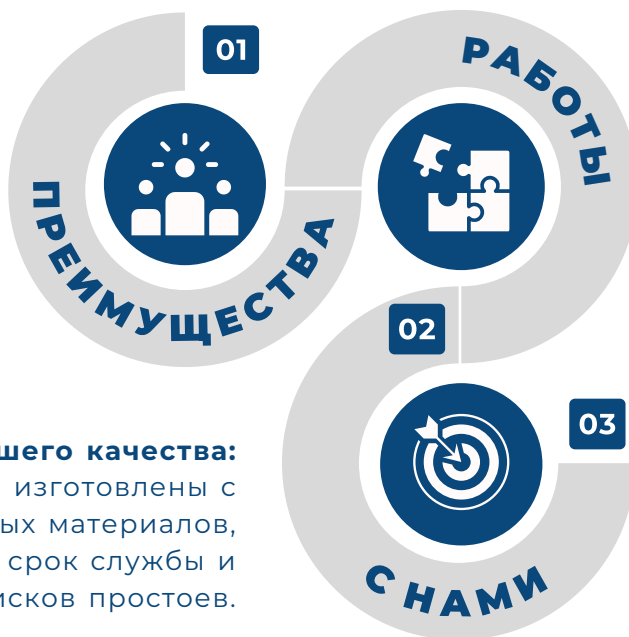 01
ПРЕИМУЩЕСТВА
РАБОТЫ
02
03
С НАМИ
шего качества:
изготовлены с
ых материалов,
срок службы и
исков простоев.